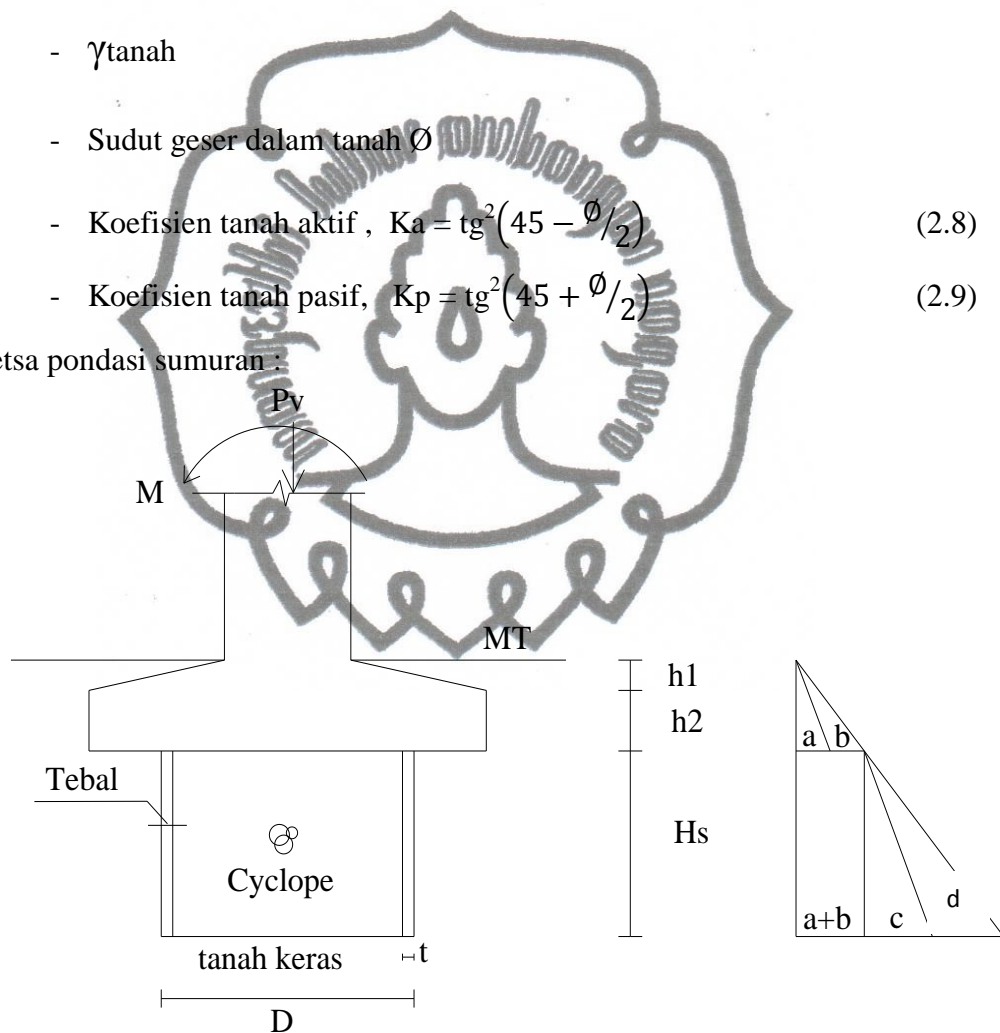 - γtanah
- Sudut geser dalam tanah Ø
- Koefisien tanah aktif , Ka = tg²(45 − Ø/2) (2.8)
- Koefisien tanah pasif, Kp = tg²(45 + Ø/2) (2.9)
etsa pondasi sumuran :
Pv
M
MT
h1
h2
a b
Tebal
Hs
Cyclope
a+b c d
tanah keras
t
D